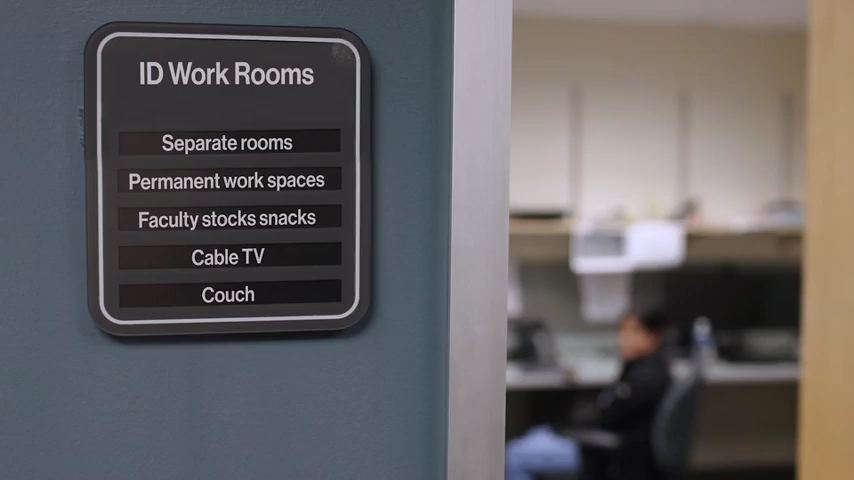 ID Work Rooms
Separate rooms
Permanent work spaces
Faculty stocks snacks
Cable TV
Couch